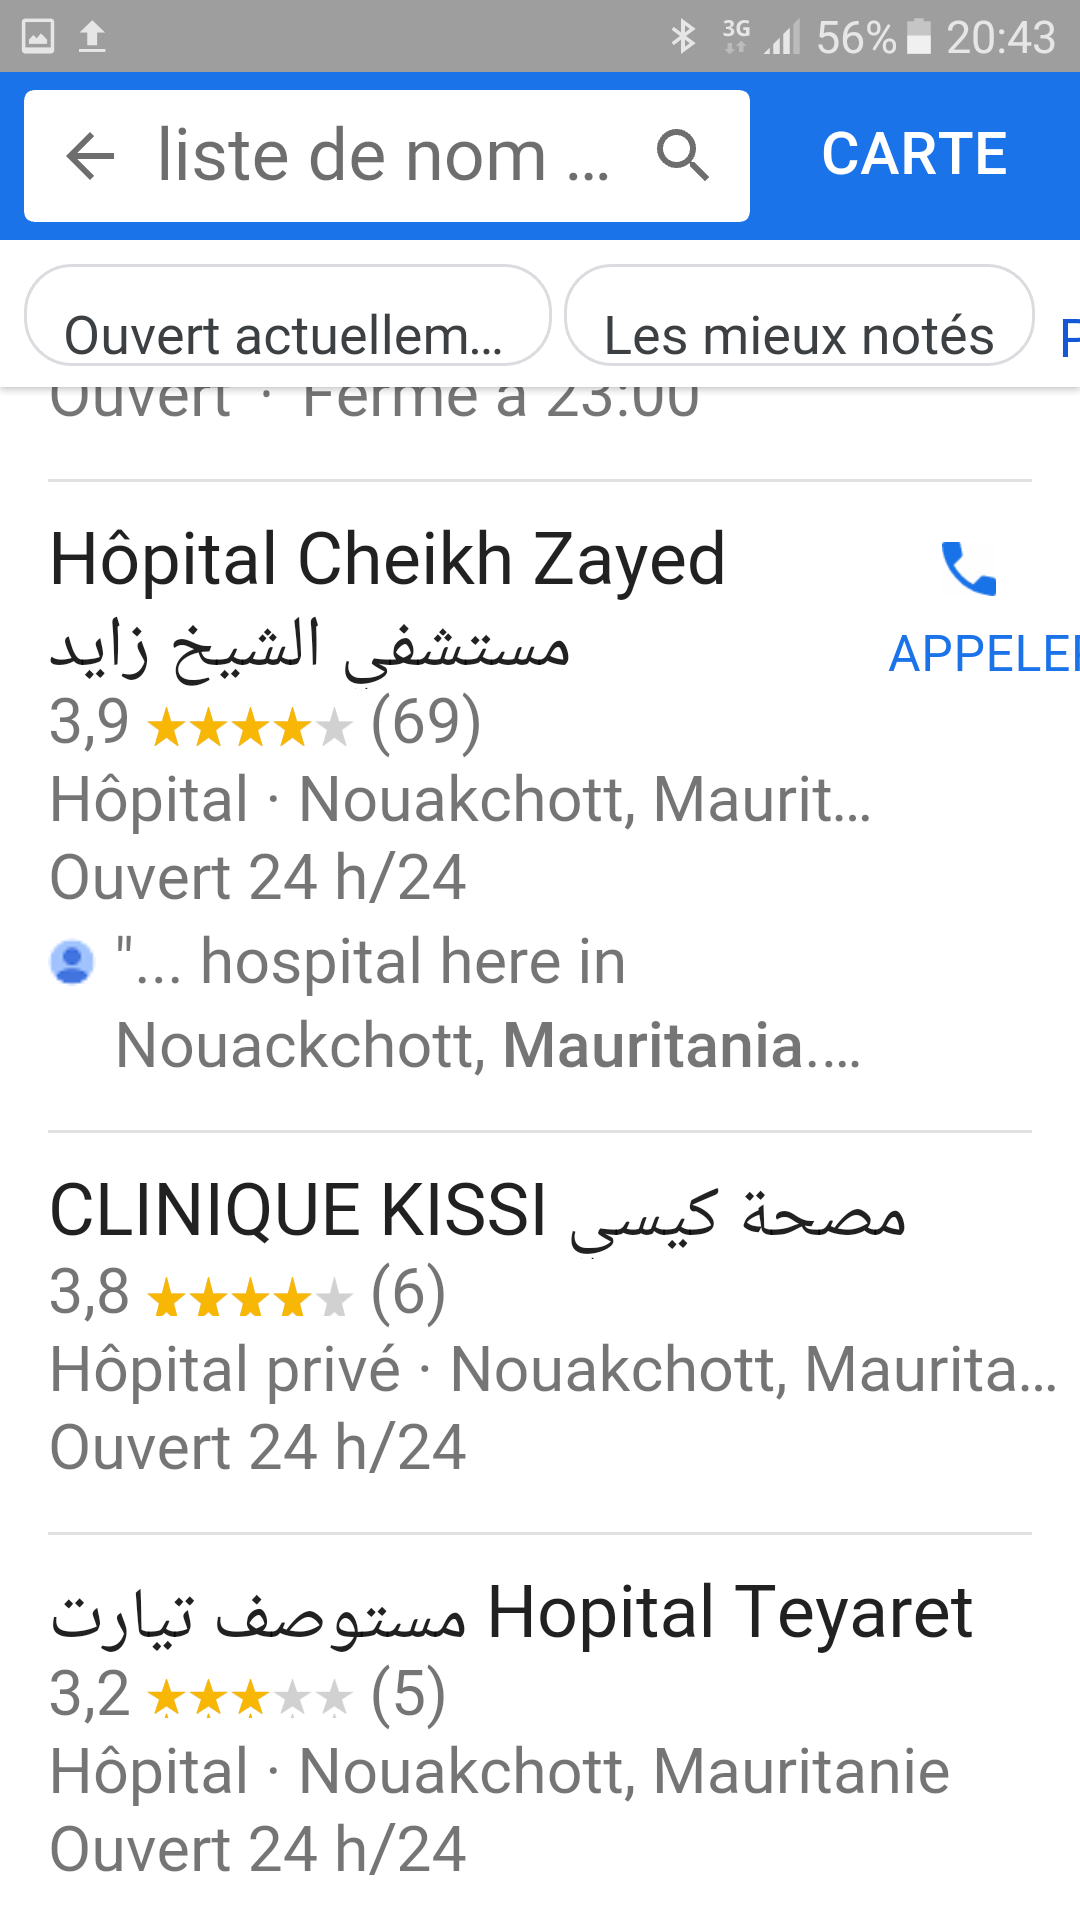 3G 56% 20:43
liste de nom ... CARTE
Ouvert actuellem... Les mieux notés
Ouvert · Ferme à 23:00
Hôpital Cheikh Zayed
مستشفي الشيخ زايد
APPELER
3,9 (69)
Hôpital · Nouakchott, Maurit...
Ouvert 24 h/24
"... hospital here in
Nouackchott, Mauritania....
CLINIQUE KISSI مصحة كيسي
3,8 (6)
Hôpital privé · Nouakchott, Maurita...
Ouvert 24 h/24
مستوصف تيارت Hopital Teyaret
3,2 (5)
Hôpital · Nouakchott, Mauritanie
Ouvert 24 h/24